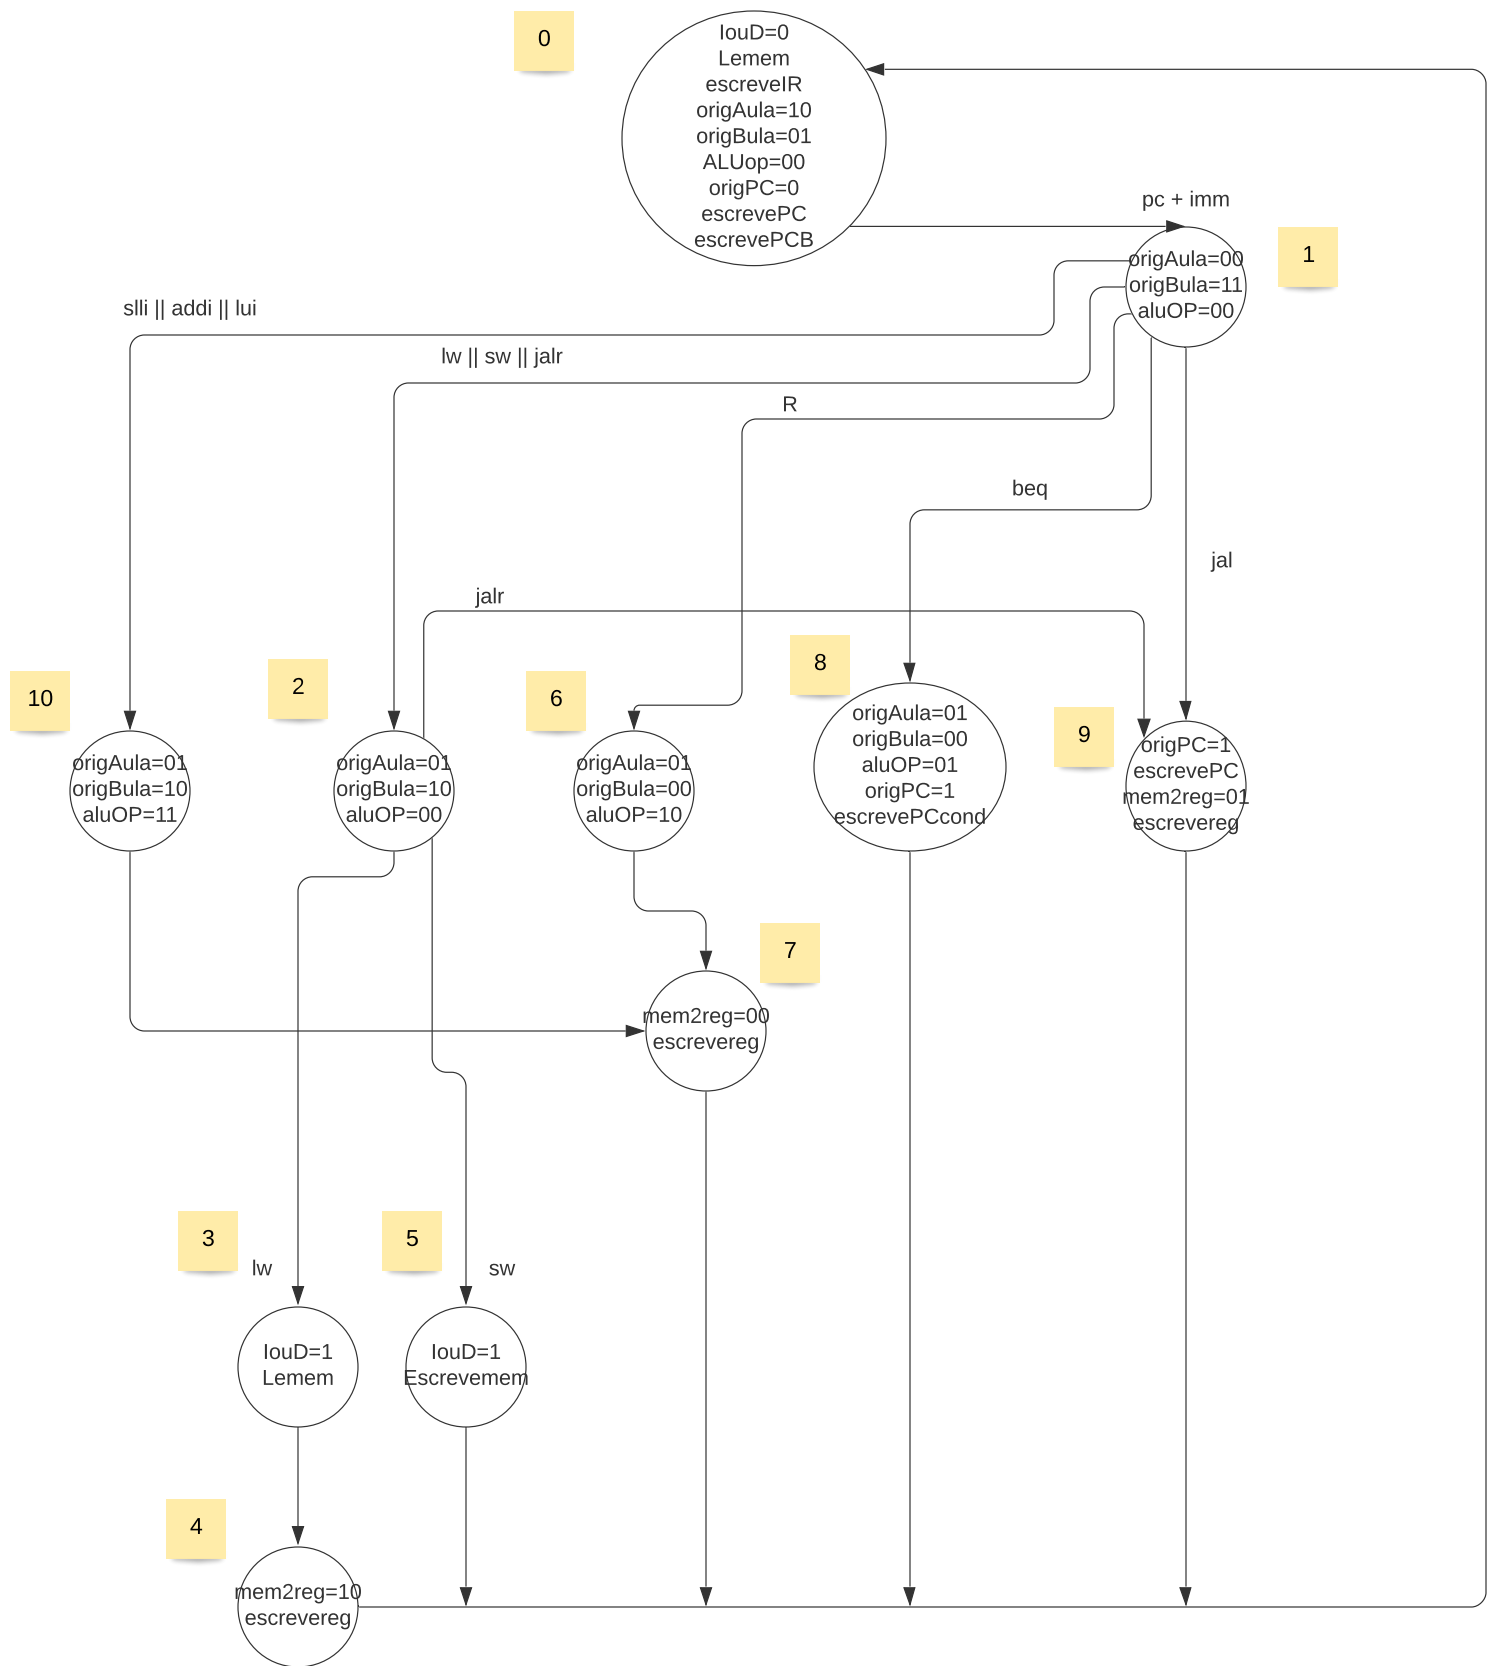 0
IouD=0
Lemem
escreveIR
origAula=10
origBula=01
ALUop=00
origPC=0
escrevePC
escrevePCB
pc + imm
1
origAula=00
origBula=11
aluOP=00
slli || addi || lui
lw || sw || jalr
R
beq
jal
jalr
10
origAula=01
origBula=10
aluOP=11
2
origAula=01
origBula=10
aluOP=00
6
origAula=01
origBula=00
aluOP=10
8
origAula=01
origBula=00
aluOP=01
origPC=1
escrevePCcond
9
origPC=1
escrevePC
mem2reg=01
escrevereg
7
mem2reg=00
escrevereg
3
lw
IouD=1
Lemem
5
sw
IouD=1
Escrevemem
4
mem2reg=10
escrevereg